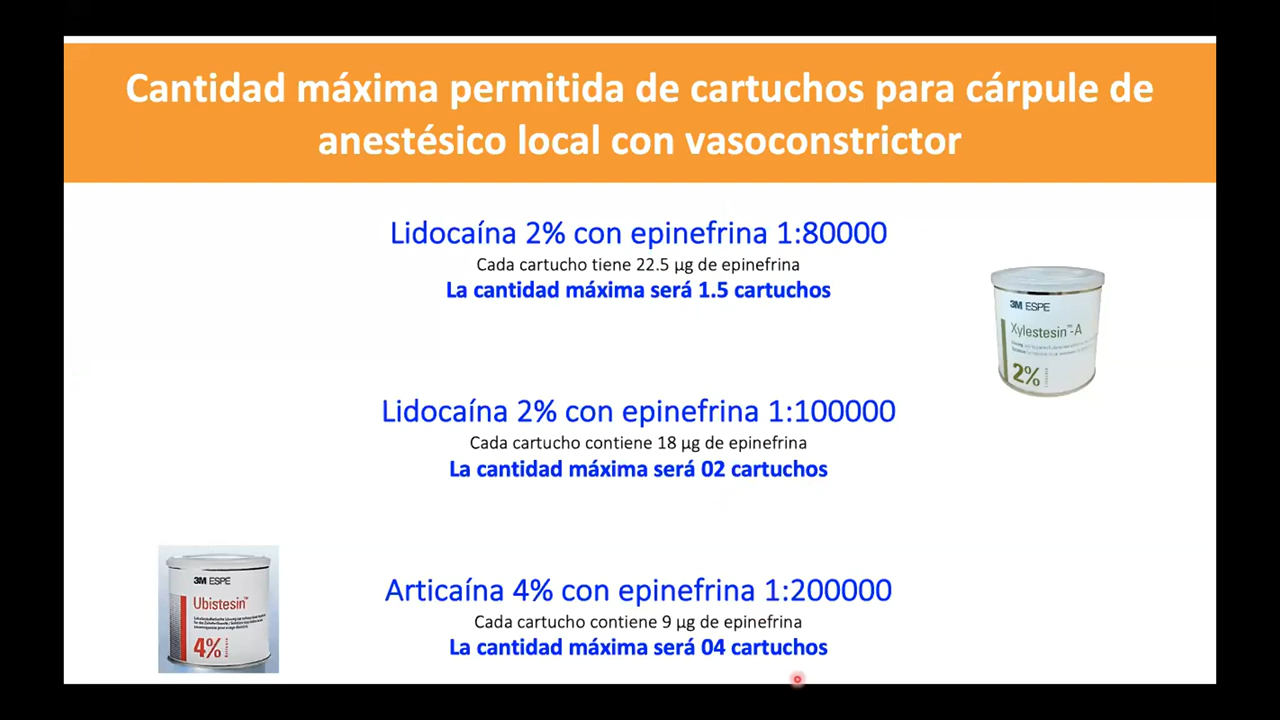 Cantidad máxima permitida de cartuchos para cárpule de
anestésico local con vasoconstrictor
Lidocaína 2% con epinefrina 1:80000
Cada cartucho tiene 22.5 µg de epinefrina
La cantidad máxima será 1.5 cartuchos
3M ESPE
Xylestesin™-A
2%
Lidocaína 2% con epinefrina 1:100000
Cada cartucho contiene 18 µg de epinefrina
La cantidad máxima será 02 cartuchos
3M ESPE
Ubistesin™
4%
Articaína 4% con epinefrina 1:200000
Cada cartucho contiene 9 µg de epinefrina
La cantidad máxima será 04 cartuchos